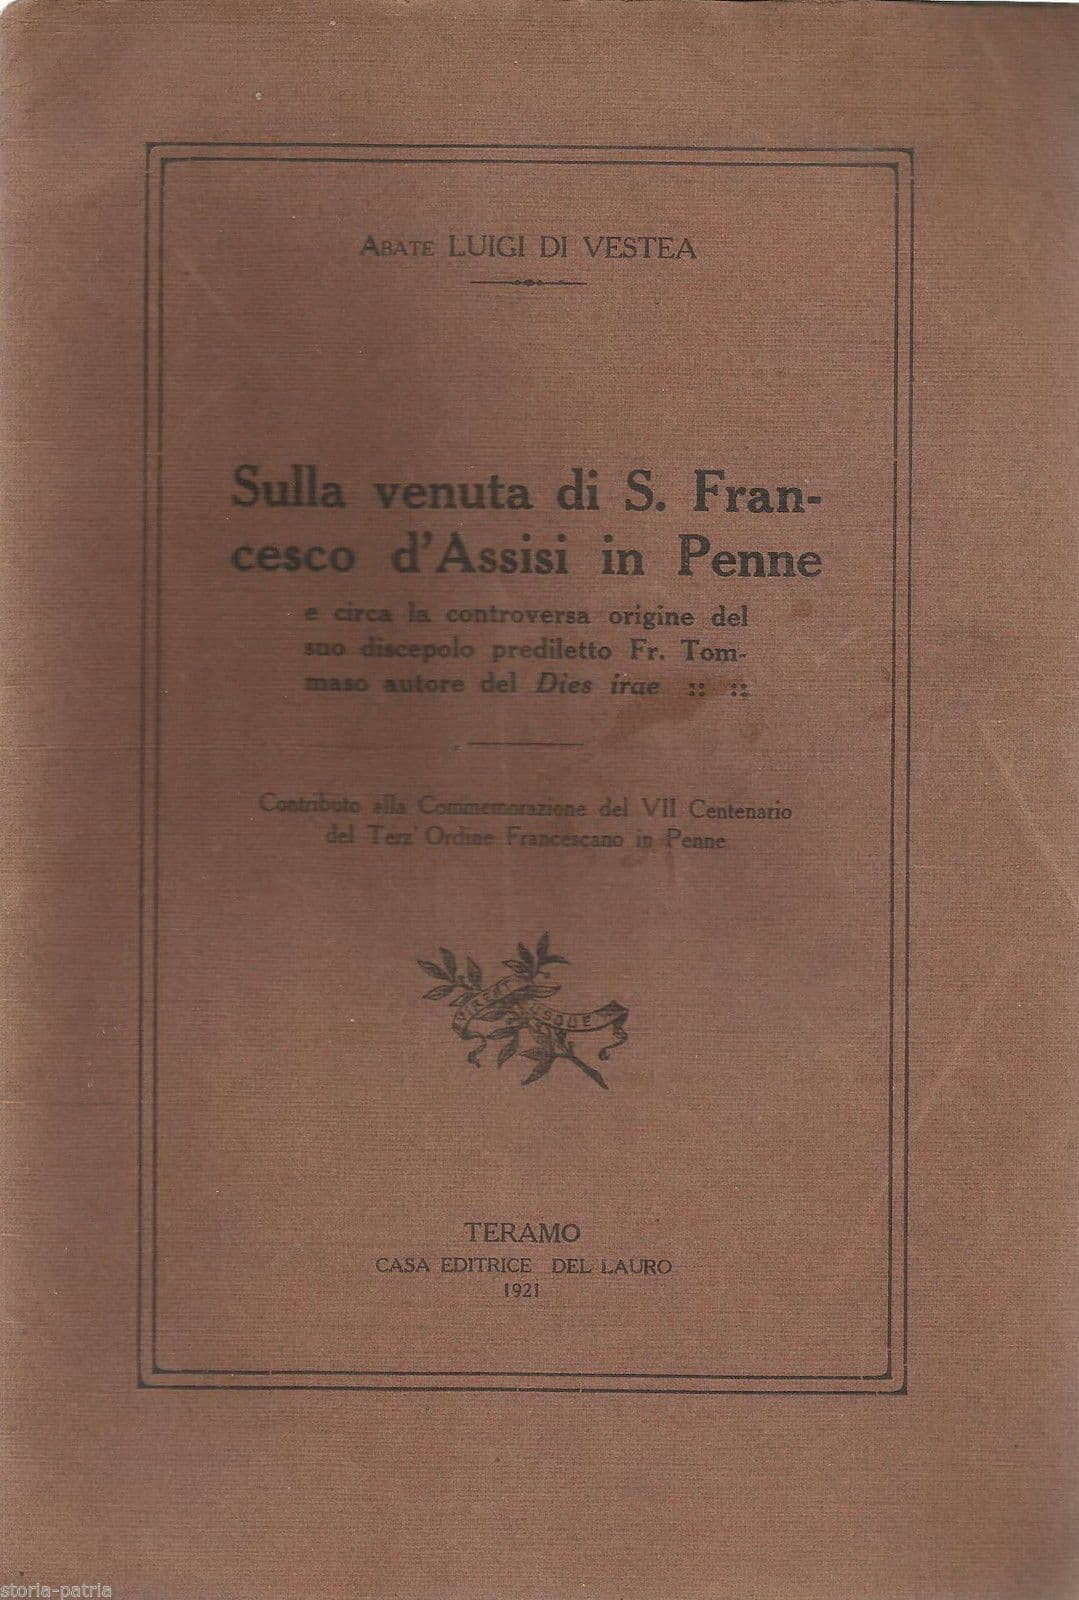 ABATE LUIGI DI VESTEA
Sulla venuta di S. Fran-
cesco d'Assisi in Penne
e circa la controversa origine del
suo discepolo prediletto Fr. Tom-
maso autore del Dies irae :: ::
Contributo alla Commemorazione del VII Centenario
del Terz' Ordine Francescano in Penne
USQUE
TERAMO
CASA EDITRICE DEL LAURO
1921
storia-patria